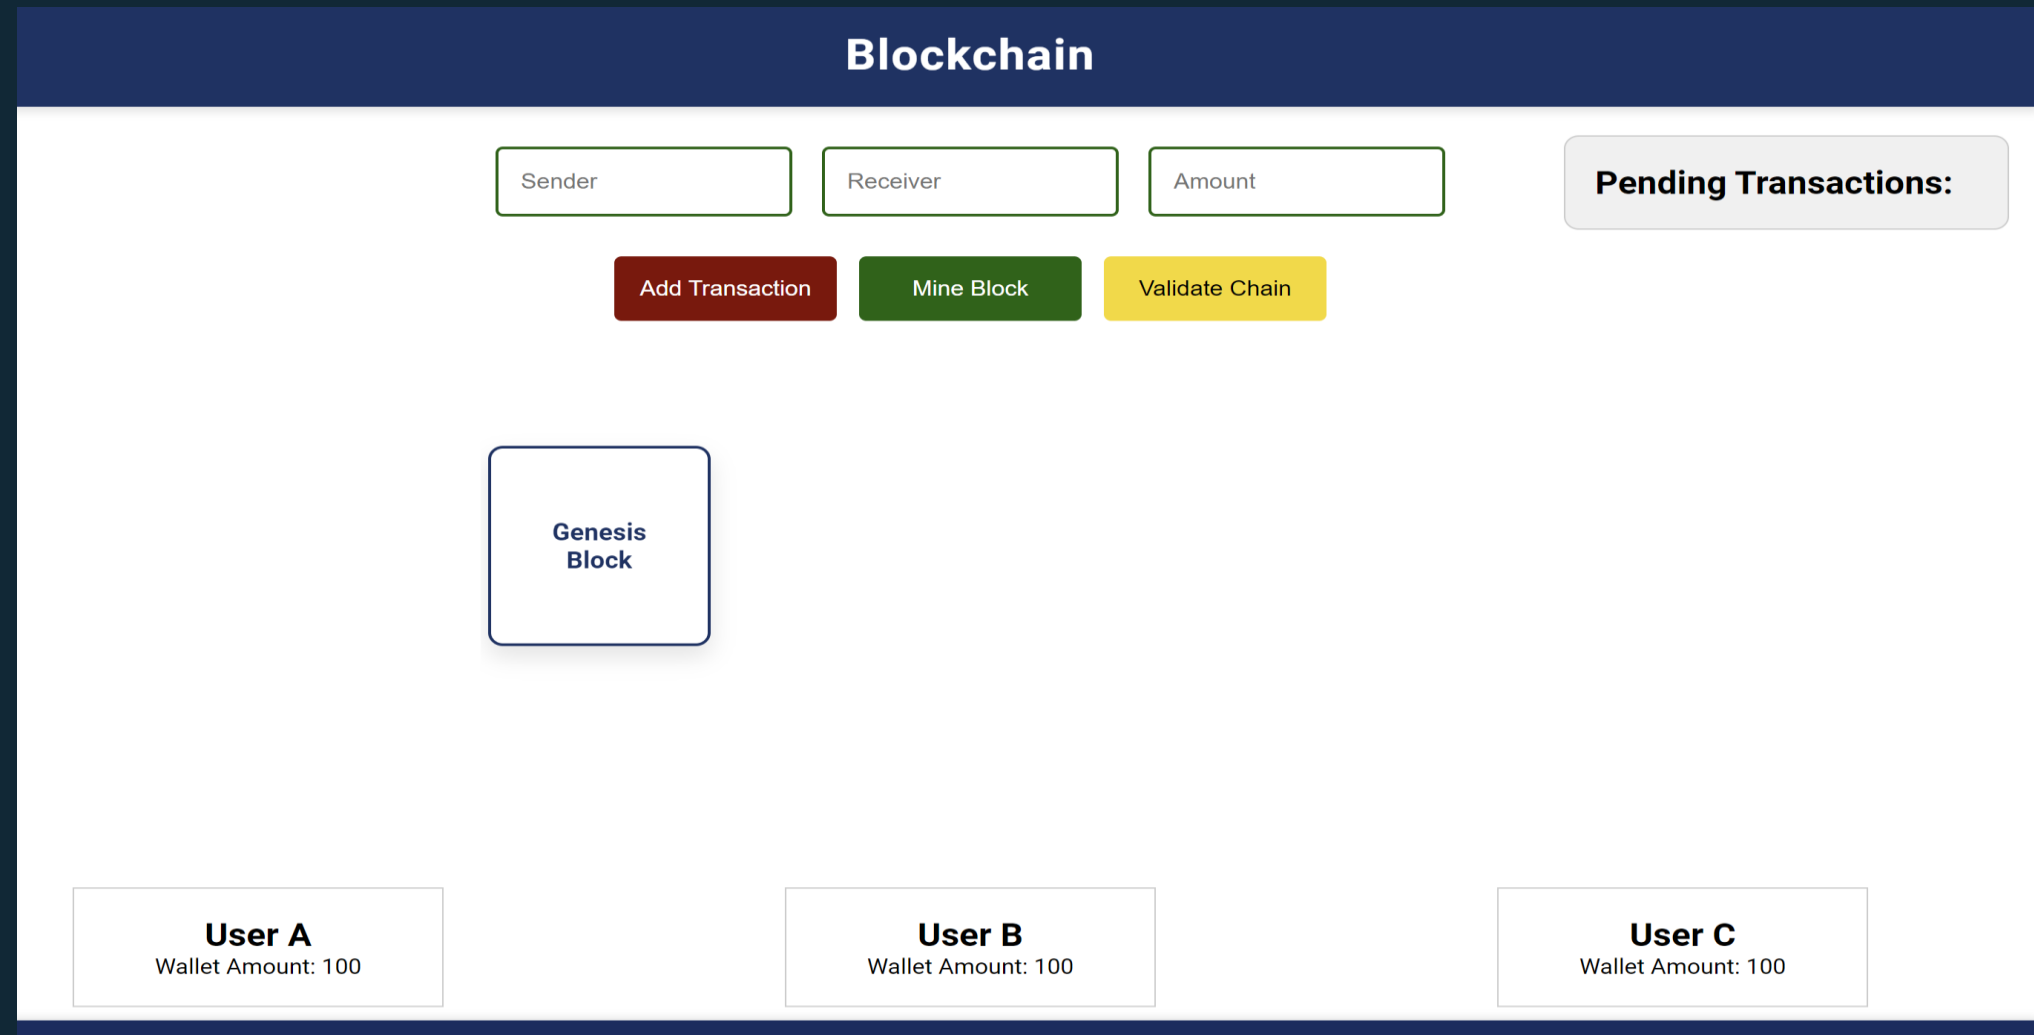 Blockchain
Sender
Receiver
Amount
Pending Transactions:
Add Transaction
Mine Block
Validate Chain
Genesis
Block
User A
Wallet Amount: 100
User B
Wallet Amount: 100
User C
Wallet Amount: 100